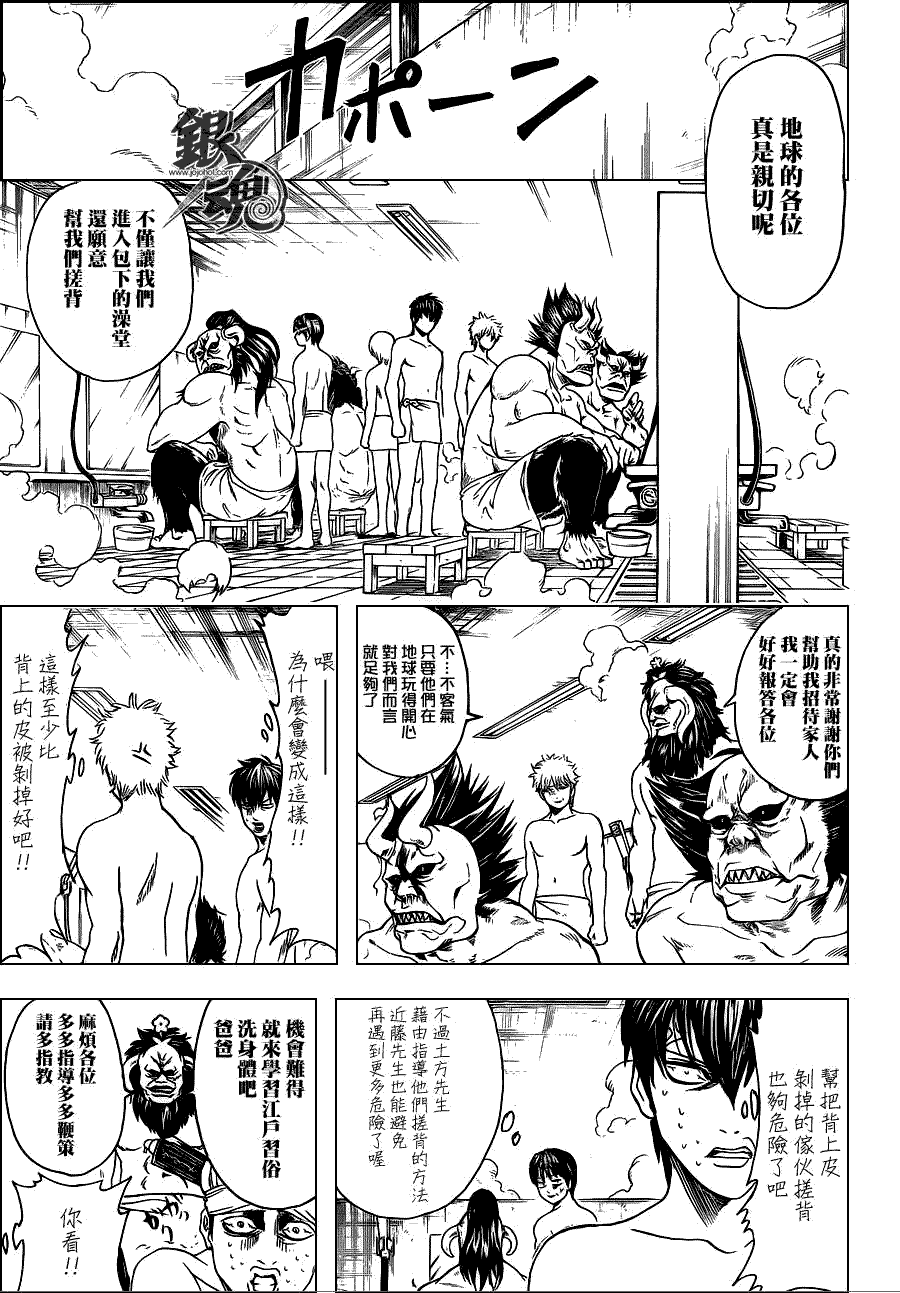 カポーン
地球的各位
真是親切呢
銀魂
www.jojohot.com
不僅讓我們
進入包下的澡堂
還願意
幫我們搓背
真的非常謝謝你們
幫助我招待家人
我一定會
好好報答各位
不…不客氣
只要他們在
地球玩得開心
對我們而言
就足夠了
喂——
為什麼會變成這樣!!
這樣至少比
背上的皮被剝掉好吧!!
幫把背上皮
剝掉的傢伙搓背
也夠危險了吧
不過土方先生
藉由指導他們搓背的方法
近藤先生也能避免
再遇到更多危險了喔
機會難得
就來學習江戶習俗
洗身體吧
爸爸
麻煩各位
多多指導多多鞭策
請多指教
你看!!